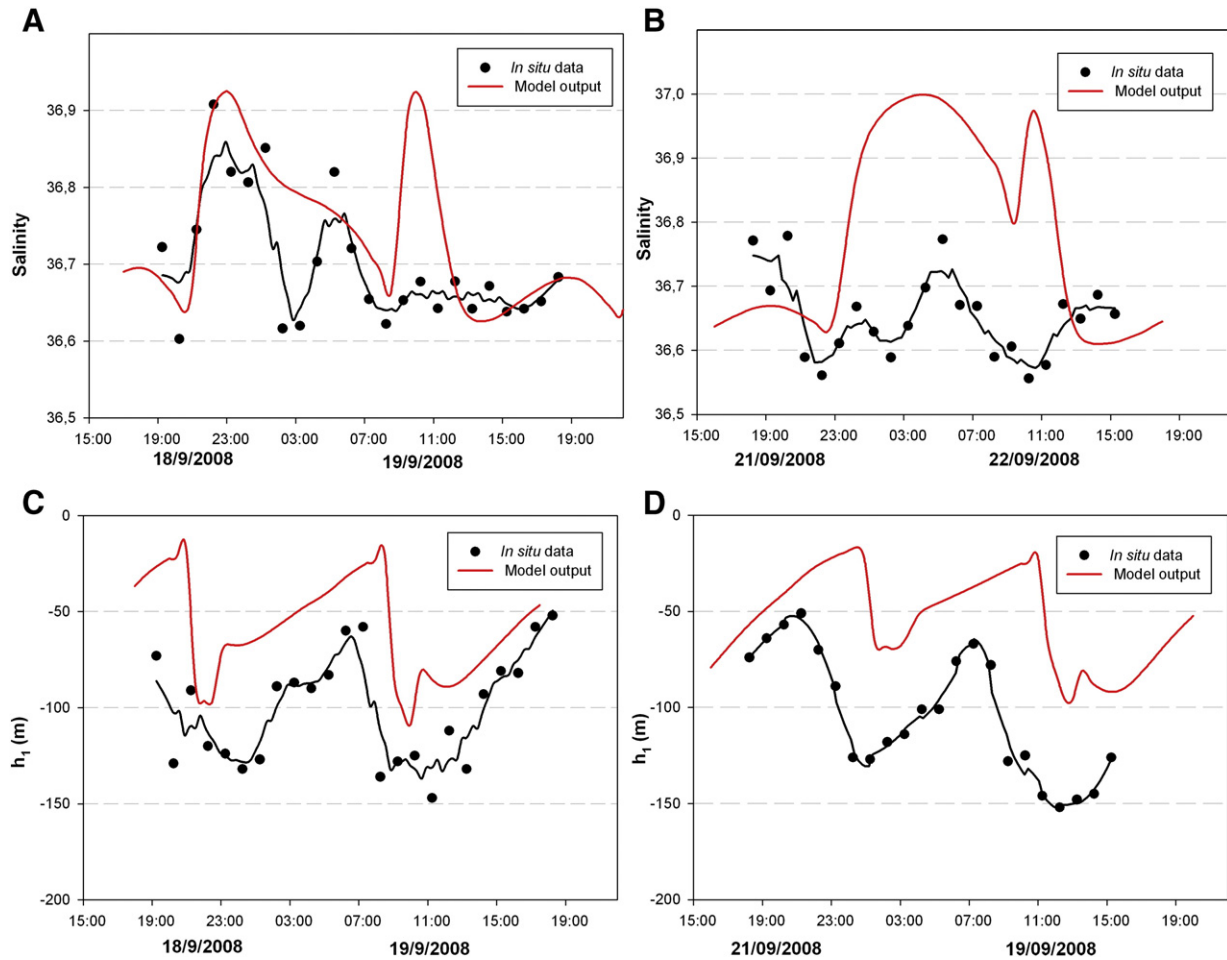 A
In situ data
Model output
36,9
36,8
36,7
36,6
36,5
Salinity
15:00 19:00 23:00 03:00 07:00 11:00 15:00 19:00
18/9/2008 19/9/2008
B
In situ data
Model output
37,0
36,9
36,8
36,7
36,6
36,5
Salinity
15:00 19:00 23:00 03:00 07:00 11:00 15:00 19:00
21/09/2008 22/09/2008
C
In situ data
Model output
0
-50
-100
-150
-200
h1 (m)
15:00 19:00 23:00 03:00 07:00 11:00 15:00 19:00
18/9/2008 19/9/2008
D
In situ data
Model output
0
-50
-100
-150
-200
h1 (m)
15:00 19:00 23:00 03:00 07:00 11:00 15:00 19:00
21/09/2008 19/09/2008